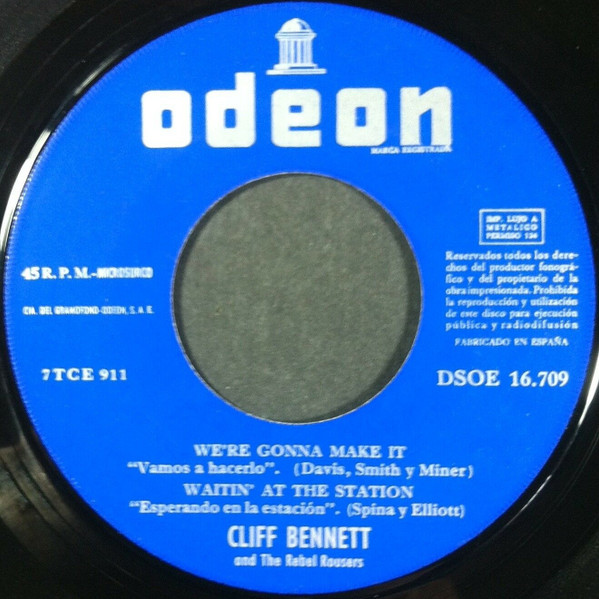 odeon
MARCA REGISTRADA
IMP. LUJO A
METALICO
PERMISO 136
45 R. P. M.-MICROSURCO
CIA. DEL GRAMOFONO-ODEON, S. A. E.
Reservados todos los dere-
chos del productor fonográfi-
co y del propietario de la
obra impresionada. Prohibida
la reproducción y utilización
de este disco para ejecución
pública y radiodifusión
FABRICADO EN ESPAÑA
7TCE 911
DSOE 16.709
WE'RE GONNA MAKE IT
"Vamos a hacerlo". (Davis, Smith y Miner)
WAITIN' AT THE STATION
"Esperando en la estación". (Spina y Elliott)
CLIFF BENNETT
and The Rebel Rousers